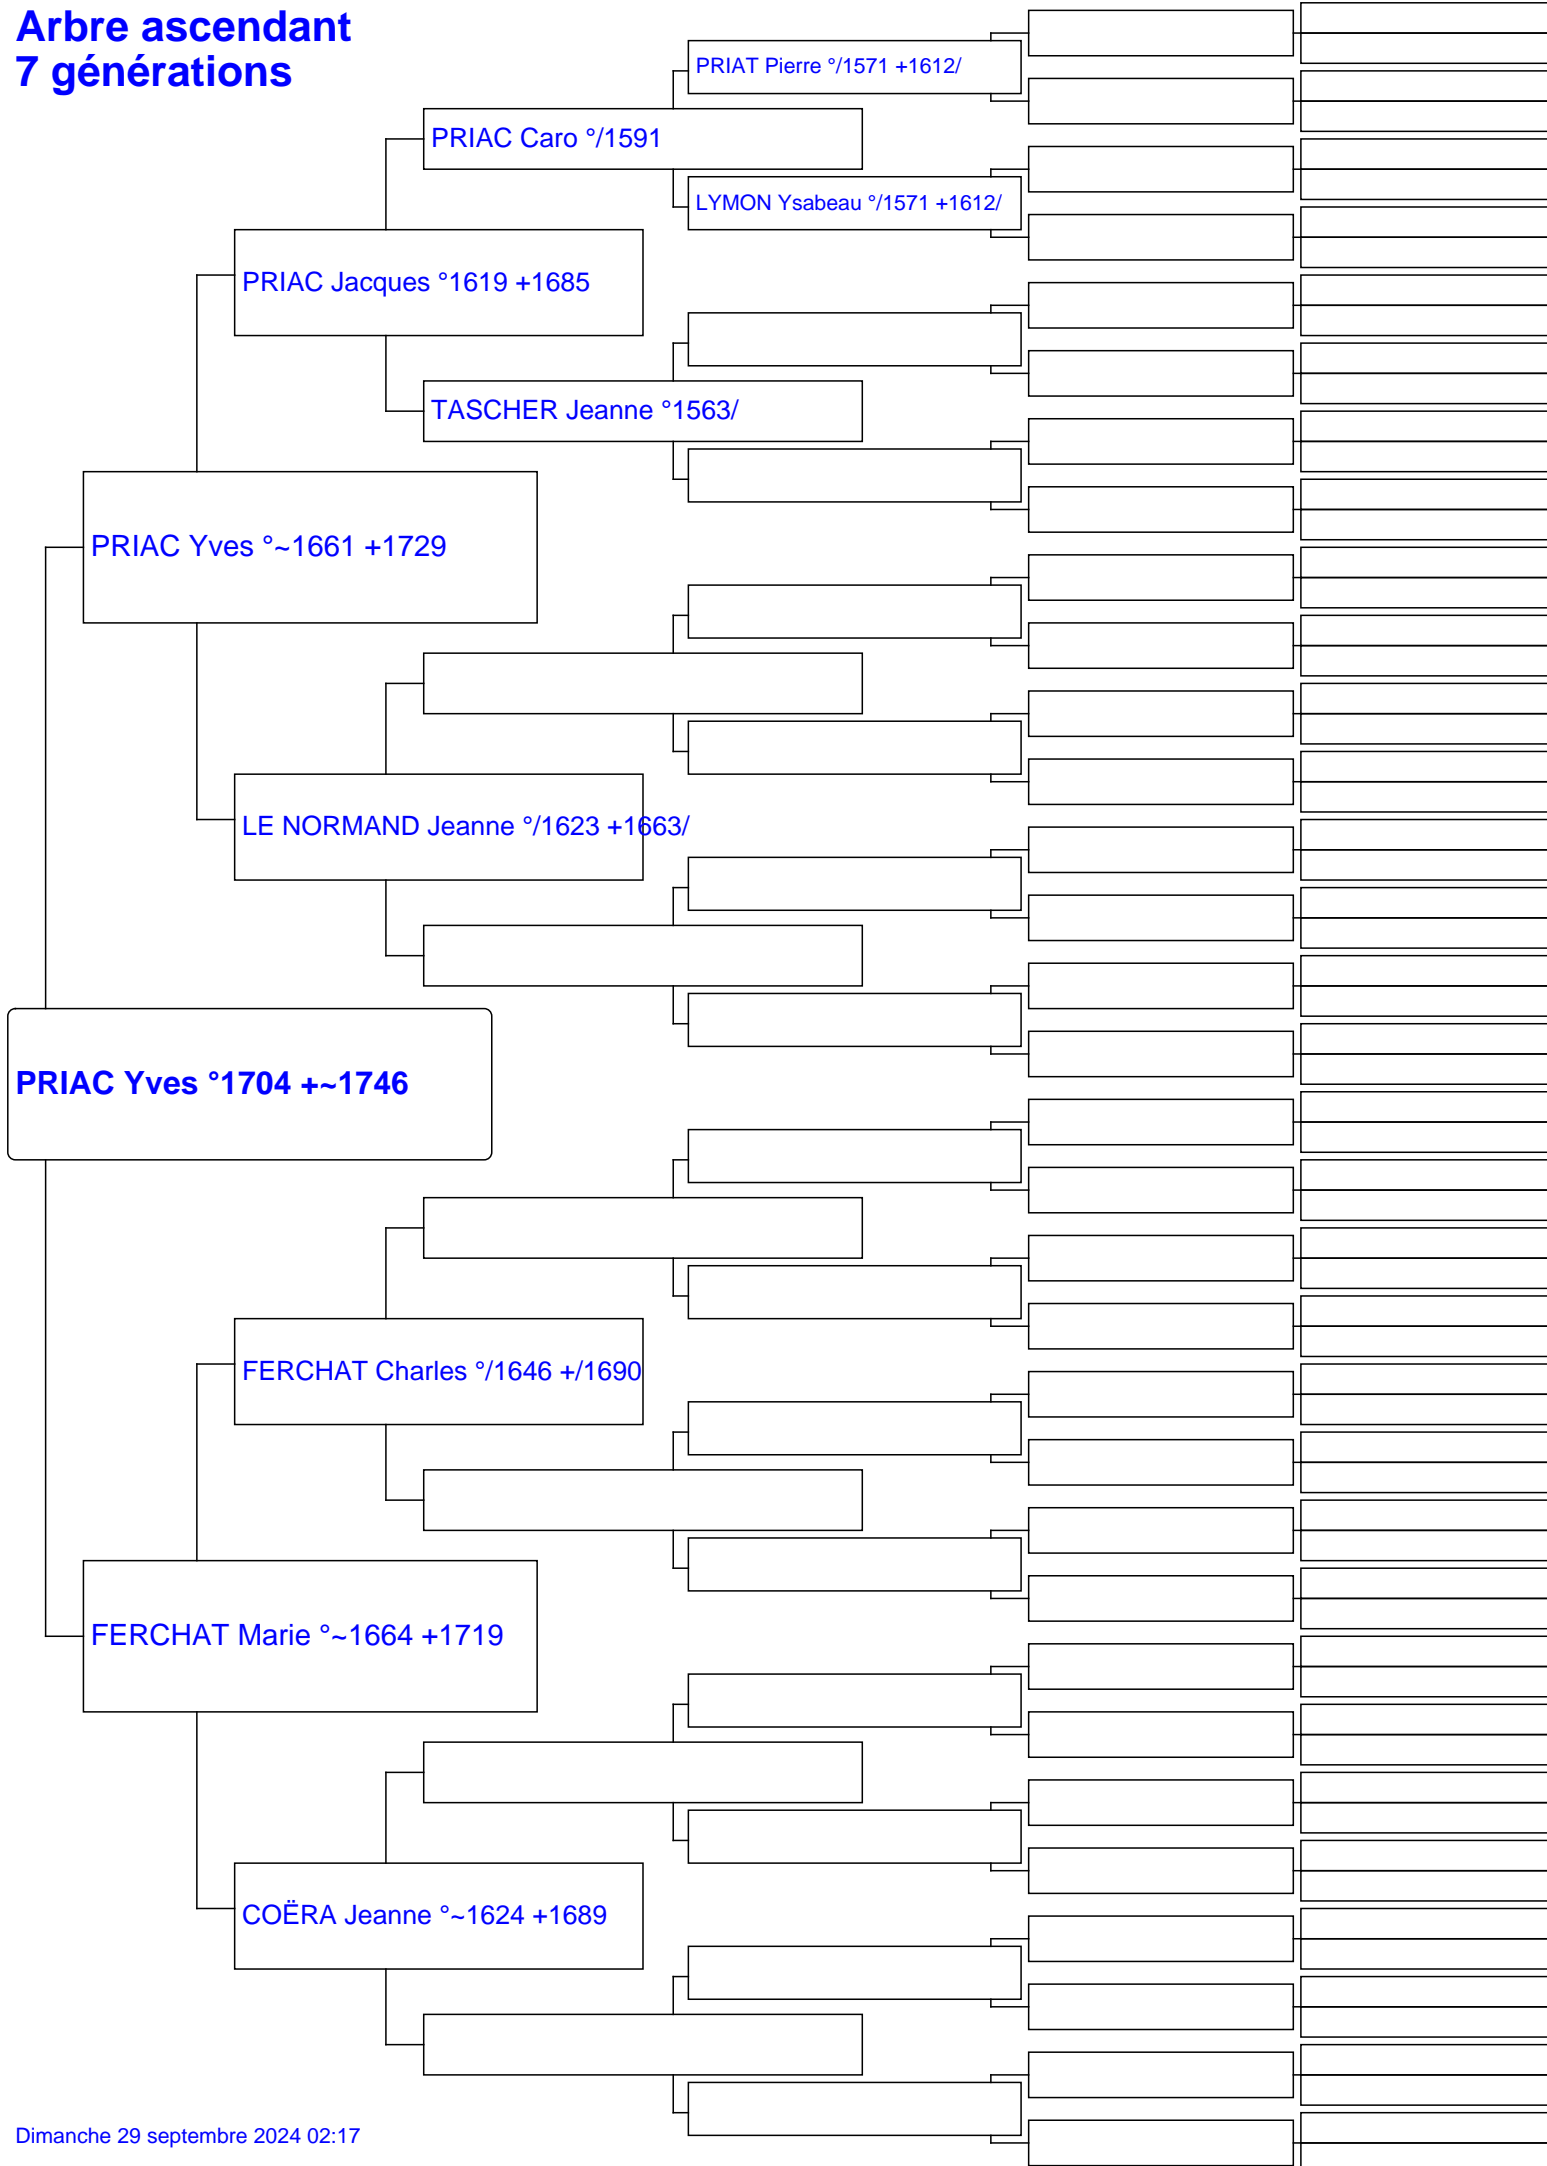 Arbre ascendant
7 générations
PRIAT Pierre °/1571 +1612/
PRIAC Caro °/1591
LYMON Ysabeau °/1571 +1612/
PRIAC Jacques °1619 +1685
TASCHER Jeanne °1563/
PRIAC Yves °~1661 +1729
LE NORMAND Jeanne °/1623 +1663/
PRIAC Yves °1704 +~1746
FERCHAT Charles °/1646 +/1690
FERCHAT Marie °~1664 +1719
COËRA Jeanne °~1624 +1689
Dimanche 29 septembre 2024 02:17